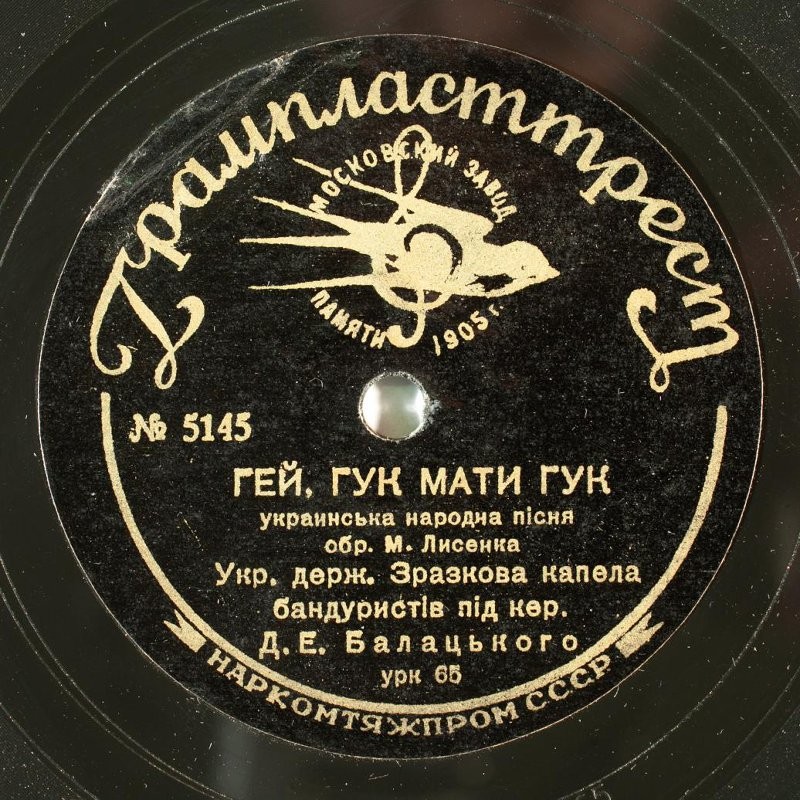 Грампласттрест
МОСКОВСКИЙ ЗАВОД
ПАМЯТИ 1905 г.
№ 5145
ГЕЙ, ГУК МАТИ ГУК
украинська народна пісня
обр. М. Лисенка
Укр. держ. Зразкова капела
бандуристів під кер.
Д. Е. Балацького
урк 65
НАРКОМТЯЖПРОМ СССР